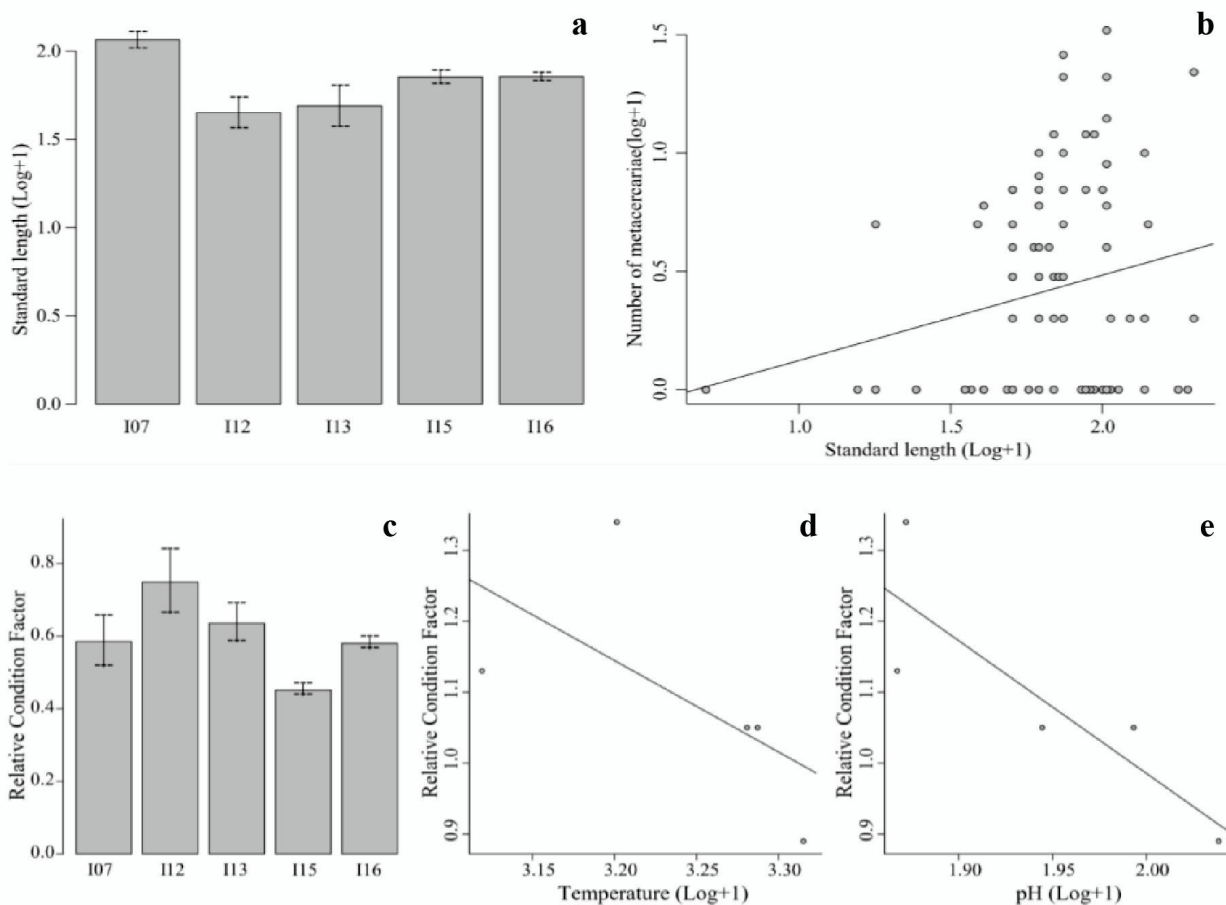 a
2.0
1.5
1.0
0.5
0.0
Standard length (Log+1)
I07 I12 I13 I15 I16
b
1.5
1.0
0.5
0.0
Number of metacercariae(log+1)
1.0 1.5 2.0
Standard length (Log+1)
c
0.8
0.6
0.4
0.2
0.0
Relative Condition Factor
I07 I12 I13 I15 I16
d
1.3
1.2
1.1
1.0
0.9
Relative Condition Factor
3.15 3.20 3.25 3.30
Temperature (Log+1)
e
1.3
1.2
1.1
1.0
0.9
Relative Condition Factor
1.90 1.95 2.00
pH (Log+1)